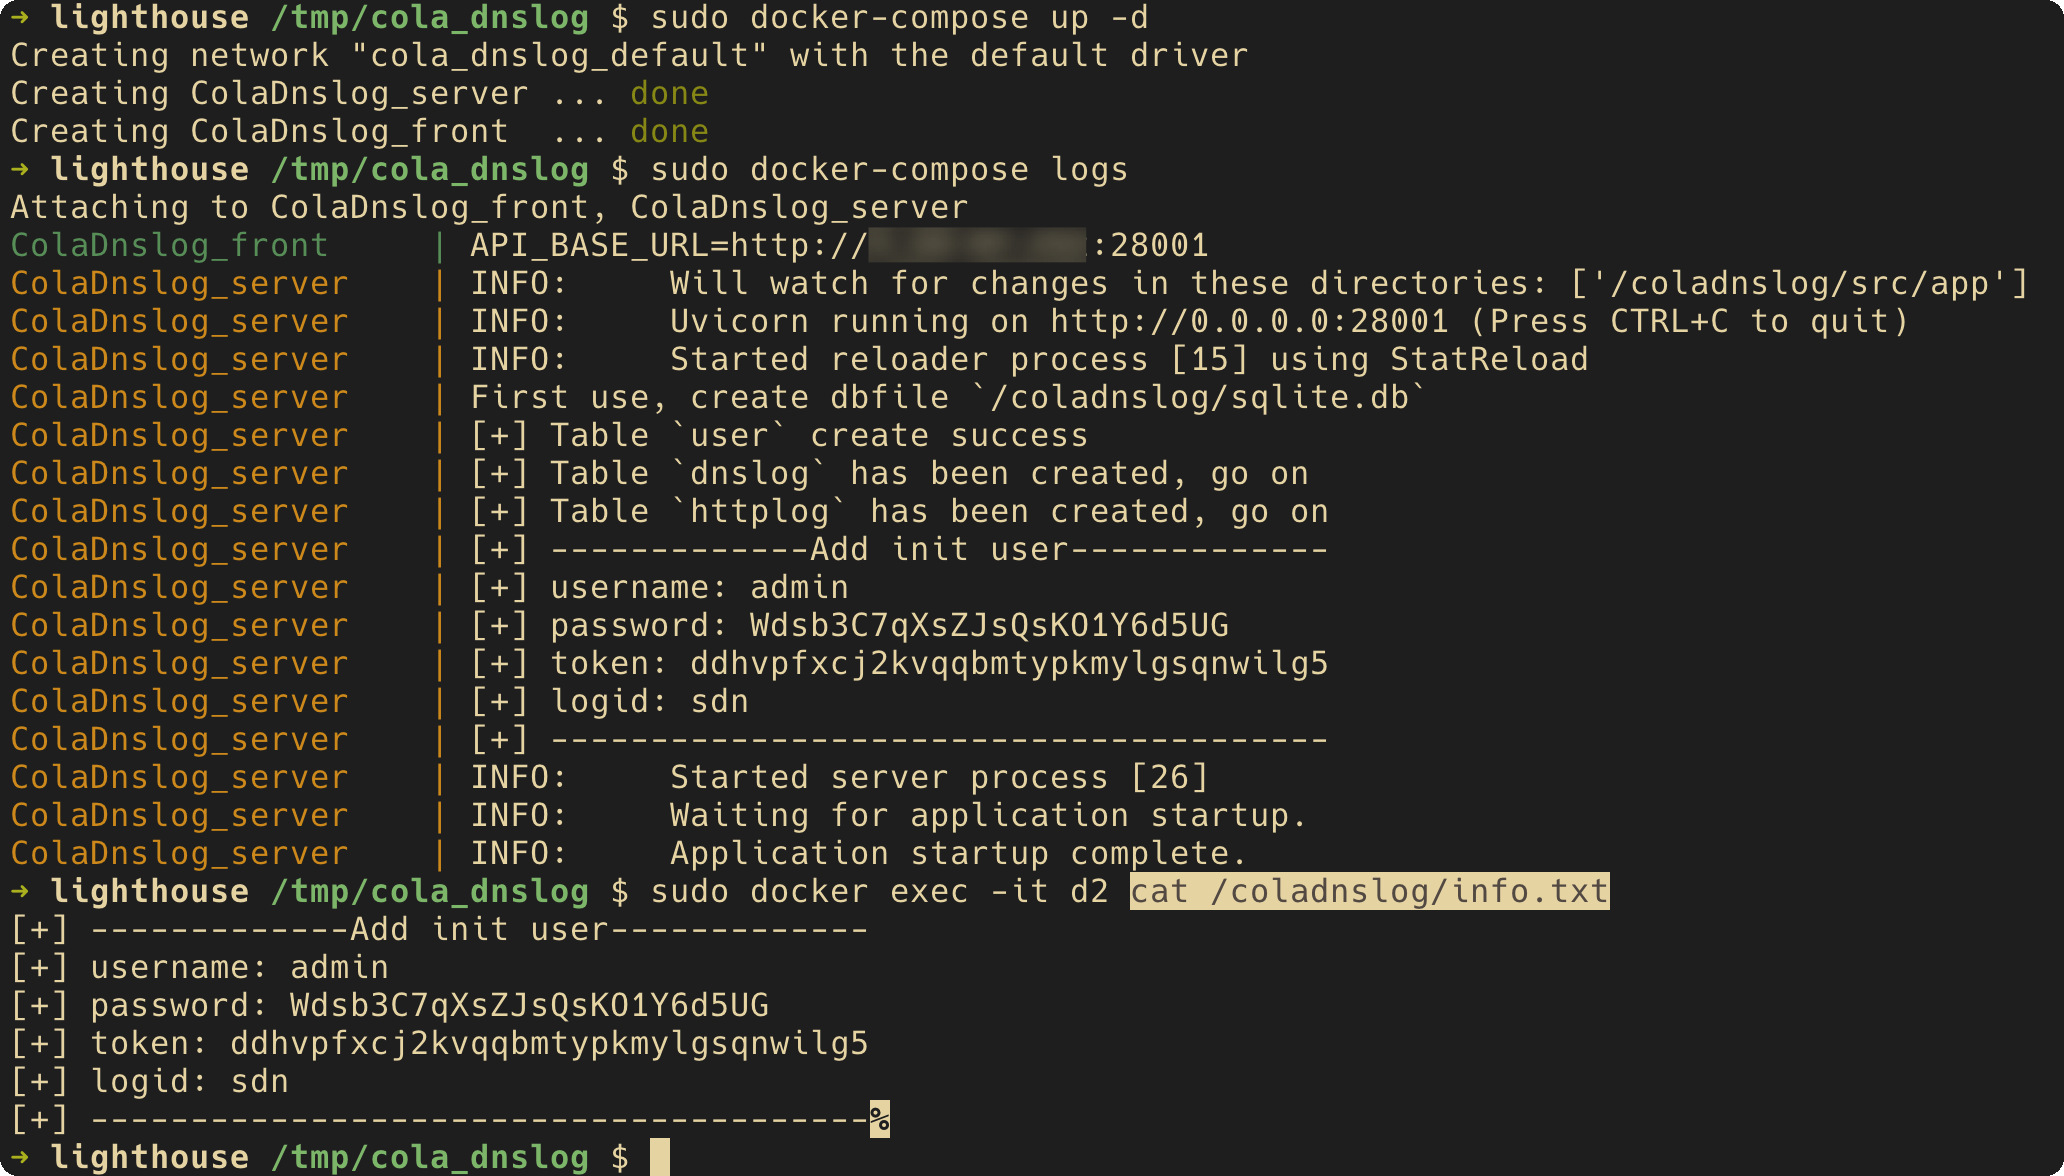 ➜ lighthouse /tmp/cola_dnslog $ sudo docker-compose up -d
Creating network "cola_dnslog_default" with the default driver
Creating ColaDnslog_server ... done
Creating ColaDnslog_front  ... done
➜ lighthouse /tmp/cola_dnslog $ sudo docker-compose logs
Attaching to ColaDnslog_front, ColaDnslog_server
ColaDnslog_front     | API_BASE_URL=http://:28001
ColaDnslog_server    | INFO:     Will watch for changes in these directories: ['/coladnslog/src/app']
ColaDnslog_server    | INFO:     Uvicorn running on http://0.0.0.0:28001 (Press CTRL+C to quit)
ColaDnslog_server    | INFO:     Started reloader process [15] using StatReload
ColaDnslog_server    | First use, create dbfile `/coladnslog/sqlite.db`
ColaDnslog_server    | [+] Table `user` create success
ColaDnslog_server    | [+] Table `dnslog` has been created, go on
ColaDnslog_server    | [+] Table `httplog` has been created, go on
ColaDnslog_server    | [+] -------------Add init user-------------
ColaDnslog_server    | [+] username: admin
ColaDnslog_server    | [+] password: Wdsb3C7qXsZJsQsKO1Y6d5UG
ColaDnslog_server    | [+] token: ddhvpfxcj2kvqqbmtypkmylgsqnwilg5
ColaDnslog_server    | [+] logid: sdn
ColaDnslog_server    | [+] ---------------------------------------
ColaDnslog_server    | INFO:     Started server process [26]
ColaDnslog_server    | INFO:     Waiting for application startup.
ColaDnslog_server    | INFO:     Application startup complete.
➜ lighthouse /tmp/cola_dnslog $ sudo docker exec -it d2 cat /coladnslog/info.txt
[+] -------------Add init user-------------
[+] username: admin
[+] password: Wdsb3C7qXsZJsQsKO1Y6d5UG
[+] token: ddhvpfxcj2kvqqbmtypkmylgsqnwilg5
[+] logid: sdn
[+] ---------------------------------------%
➜ lighthouse /tmp/cola_dnslog $